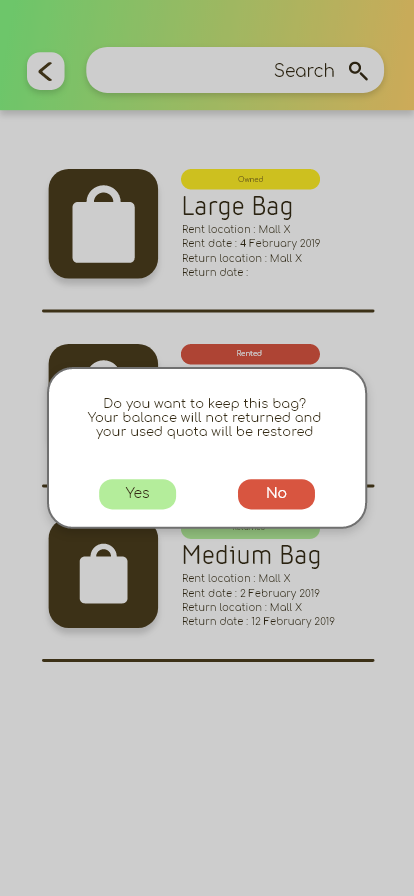 Search
Owned
Large Bag
Rent location : Mall X
Rent date : 4 February 2019
Return location : Mall X
Return date :
Rented
Do you want to keep this bag?
Your balance will not returned and
your used quota will be restored
Yes
No
Medium Bag
Rent location : Mall X
Rent date : 2 February 2019
Return location : Mall X
Return date : 12 February 2019